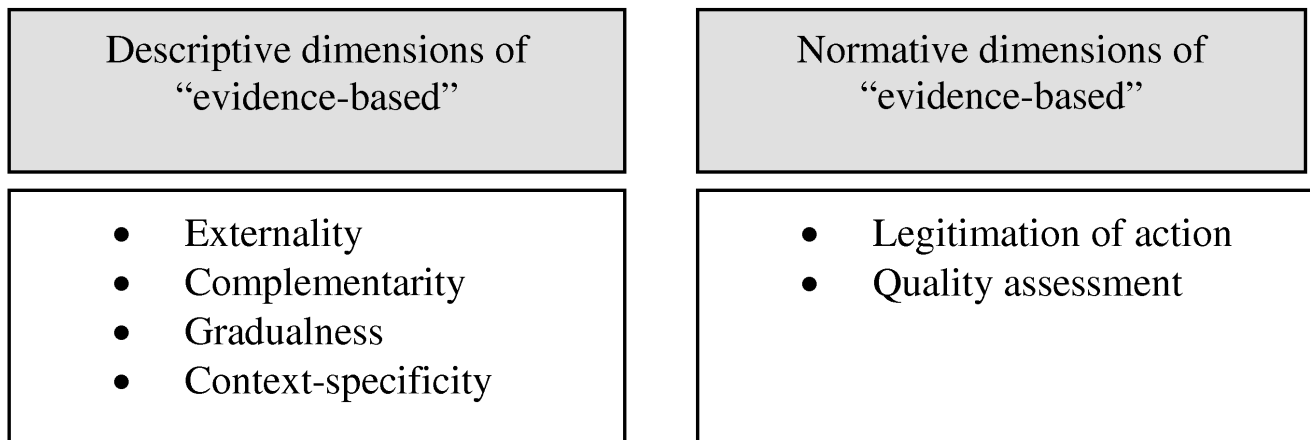 Descriptive dimensions of
“evidence-based”
Normative dimensions of
“evidence-based”
• Externality
• Complementarity
• Gradualness
• Context-specificity
• Legitimation of action
• Quality assessment